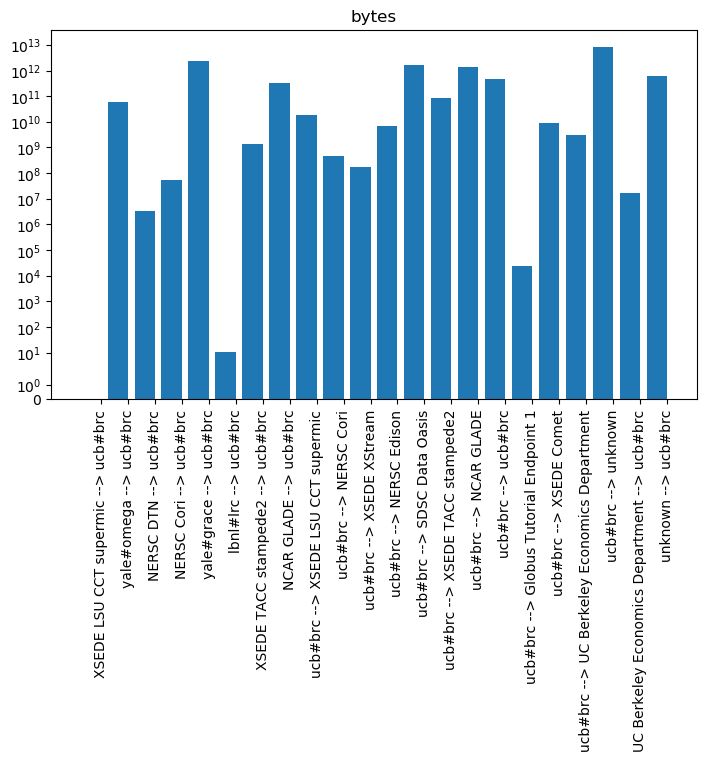 bytes
10^13
10^12
10^11
10^10
10^9
10^8
10^7
10^6
10^5
10^4
10^3
10^2
10^1
10^0
0
XSEDE LSU CCT supermic --> ucb#brc
yale#omega --> ucb#brc
NERSC DTN --> ucb#brc
NERSC Cori --> ucb#brc
yale#grace --> ucb#brc
lbnl#lrc --> ucb#brc
XSEDE TACC stampede2 --> ucb#brc
NCAR GLADE --> ucb#brc
ucb#brc --> XSEDE LSU CCT supermic
ucb#brc --> NERSC Cori
ucb#brc --> XSEDE XStream
ucb#brc --> NERSC Edison
ucb#brc --> SDSC Data Oasis
ucb#brc --> XSEDE TACC stampede2
ucb#brc --> NCAR GLADE
ucb#brc --> ucb#brc
ucb#brc --> Globus Tutorial Endpoint 1
ucb#brc --> XSEDE Comet
ucb#brc --> UC Berkeley Economics Department
ucb#brc --> unknown
UC Berkeley Economics Department --> ucb#brc
unknown --> ucb#brc